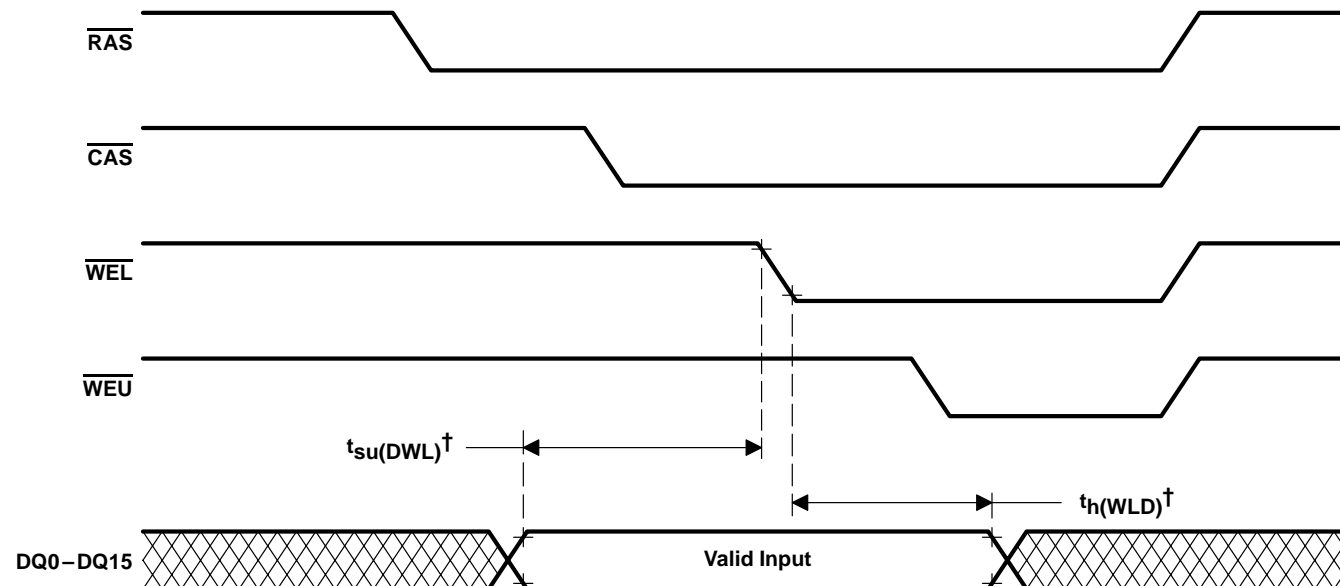 RAS
CAS
WEL
WEU
tsu(DWL)†
th(WLD)†
DQ0–DQ15
Valid Input